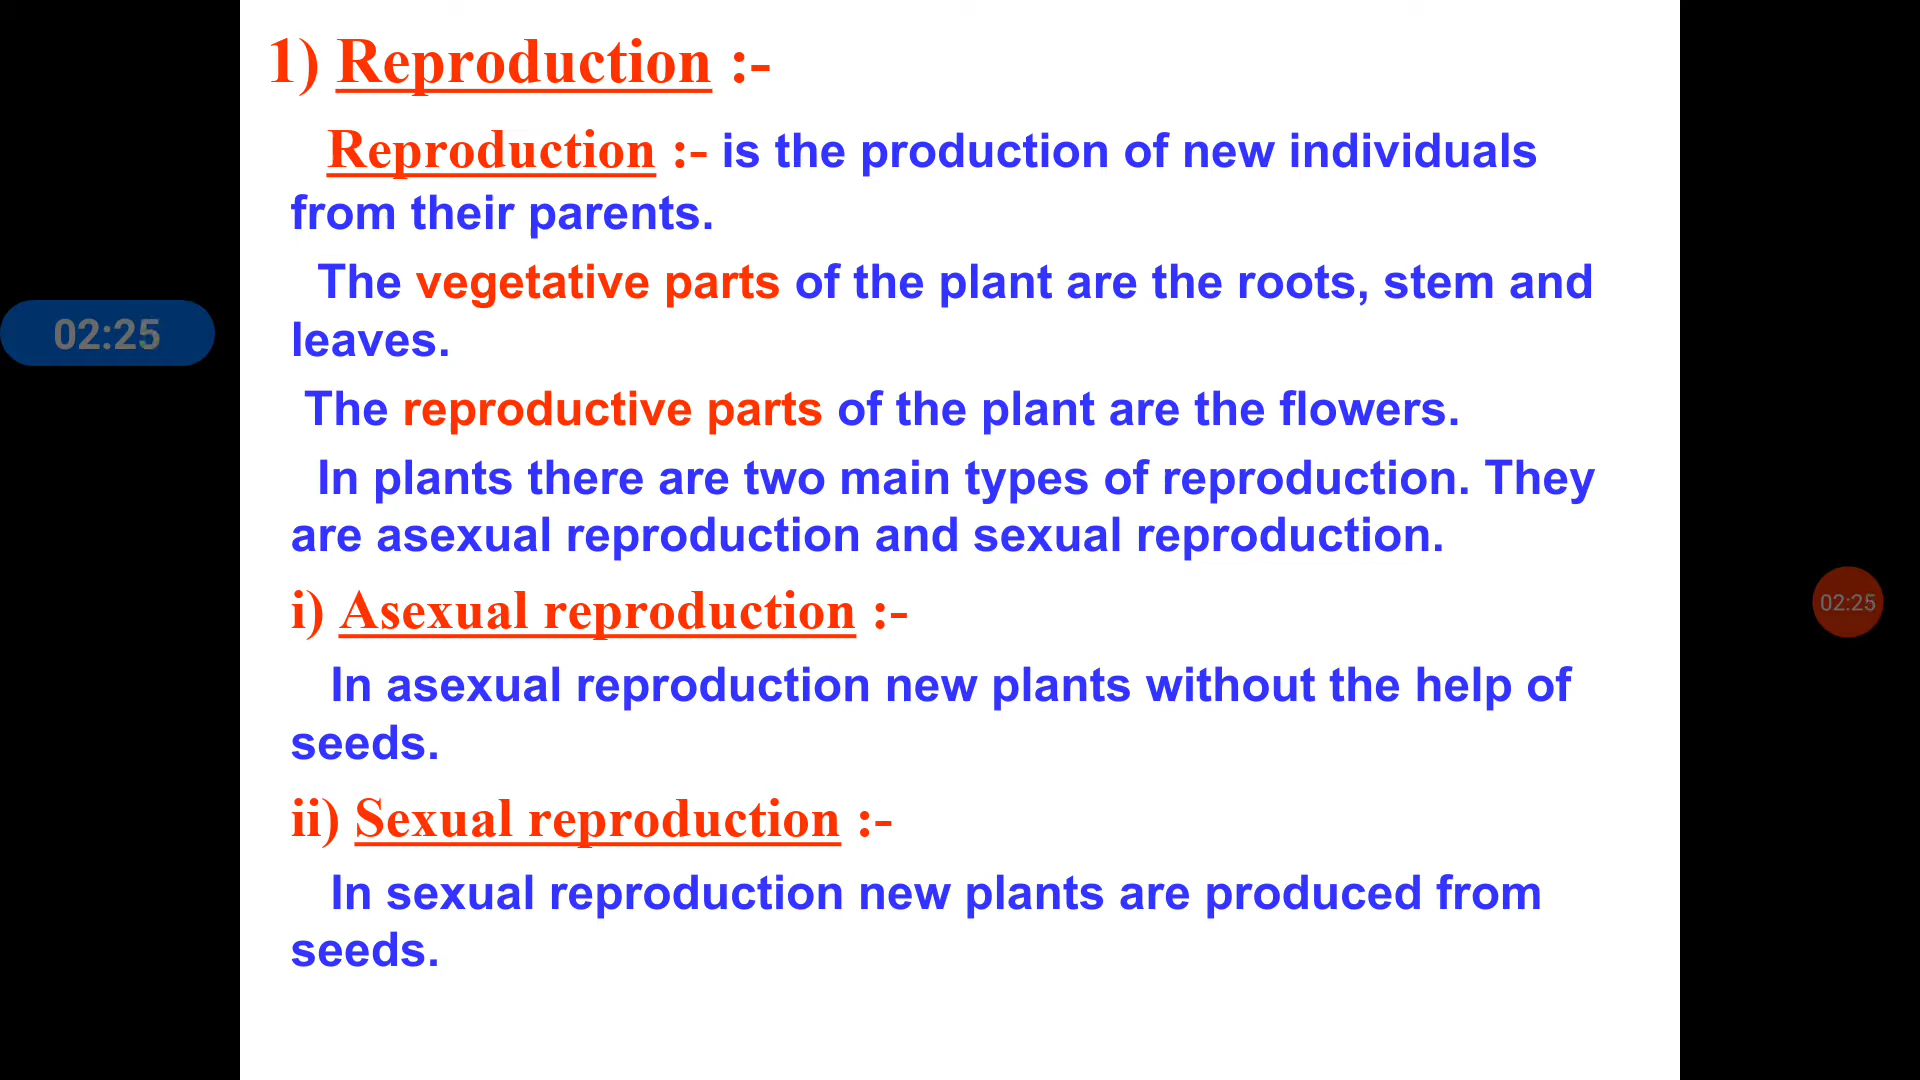 1) Reproduction :-
Reproduction :- is the production of new individuals
from their parents.
The vegetative parts of the plant are the roots, stem and
leaves.
The reproductive parts of the plant are the flowers.
In plants there are two main types of reproduction. They
are asexual reproduction and sexual reproduction.
i) Asexual reproduction :-
In asexual reproduction new plants without the help of
seeds.
ii) Sexual reproduction :-
In sexual reproduction new plants are produced from
seeds.
02:25
02:25